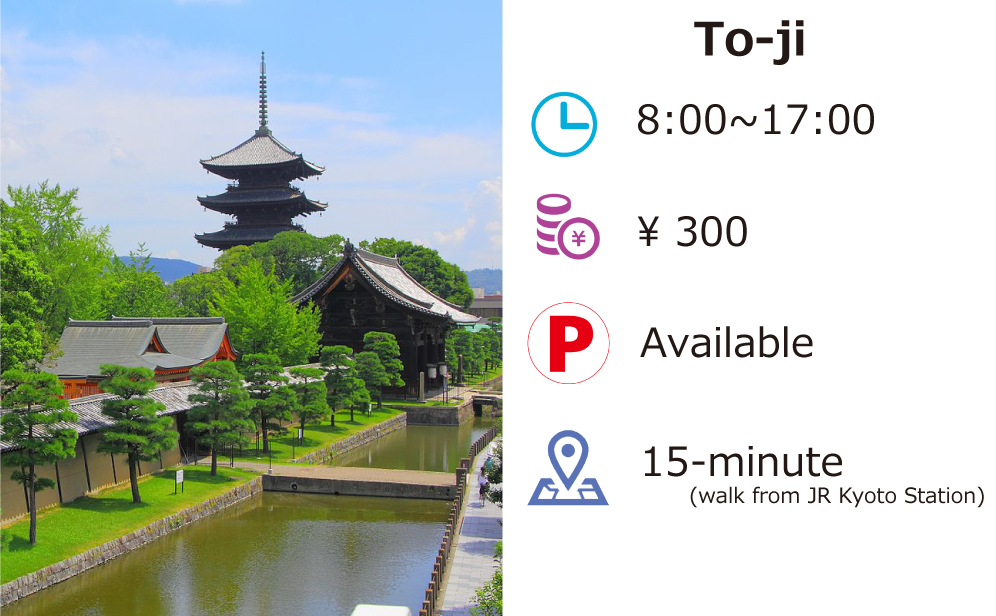 To-ji
8:00~17:00
¥
¥ 300
P
Available
15-minute
(walk from JR Kyoto Station)